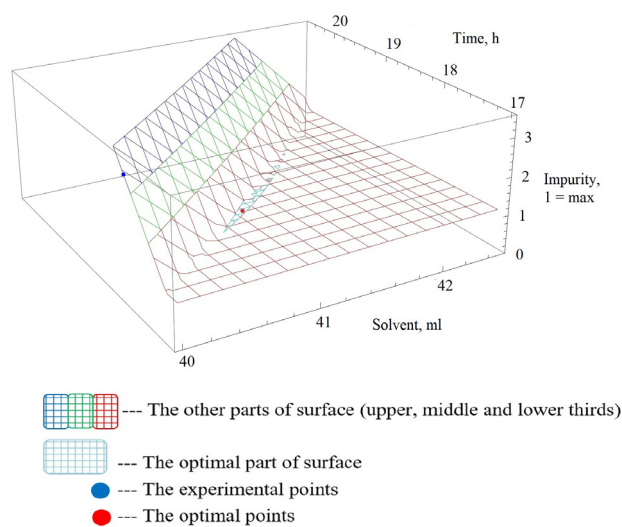 20
Time, h
19
18
17
3
2
Impurity,
1 = max
1
0
42
41
Solvent, ml
40
--- The other parts of surface (upper, middle and lower thirds)
--- The optimal part of surface
--- The experimental points
--- The optimal points